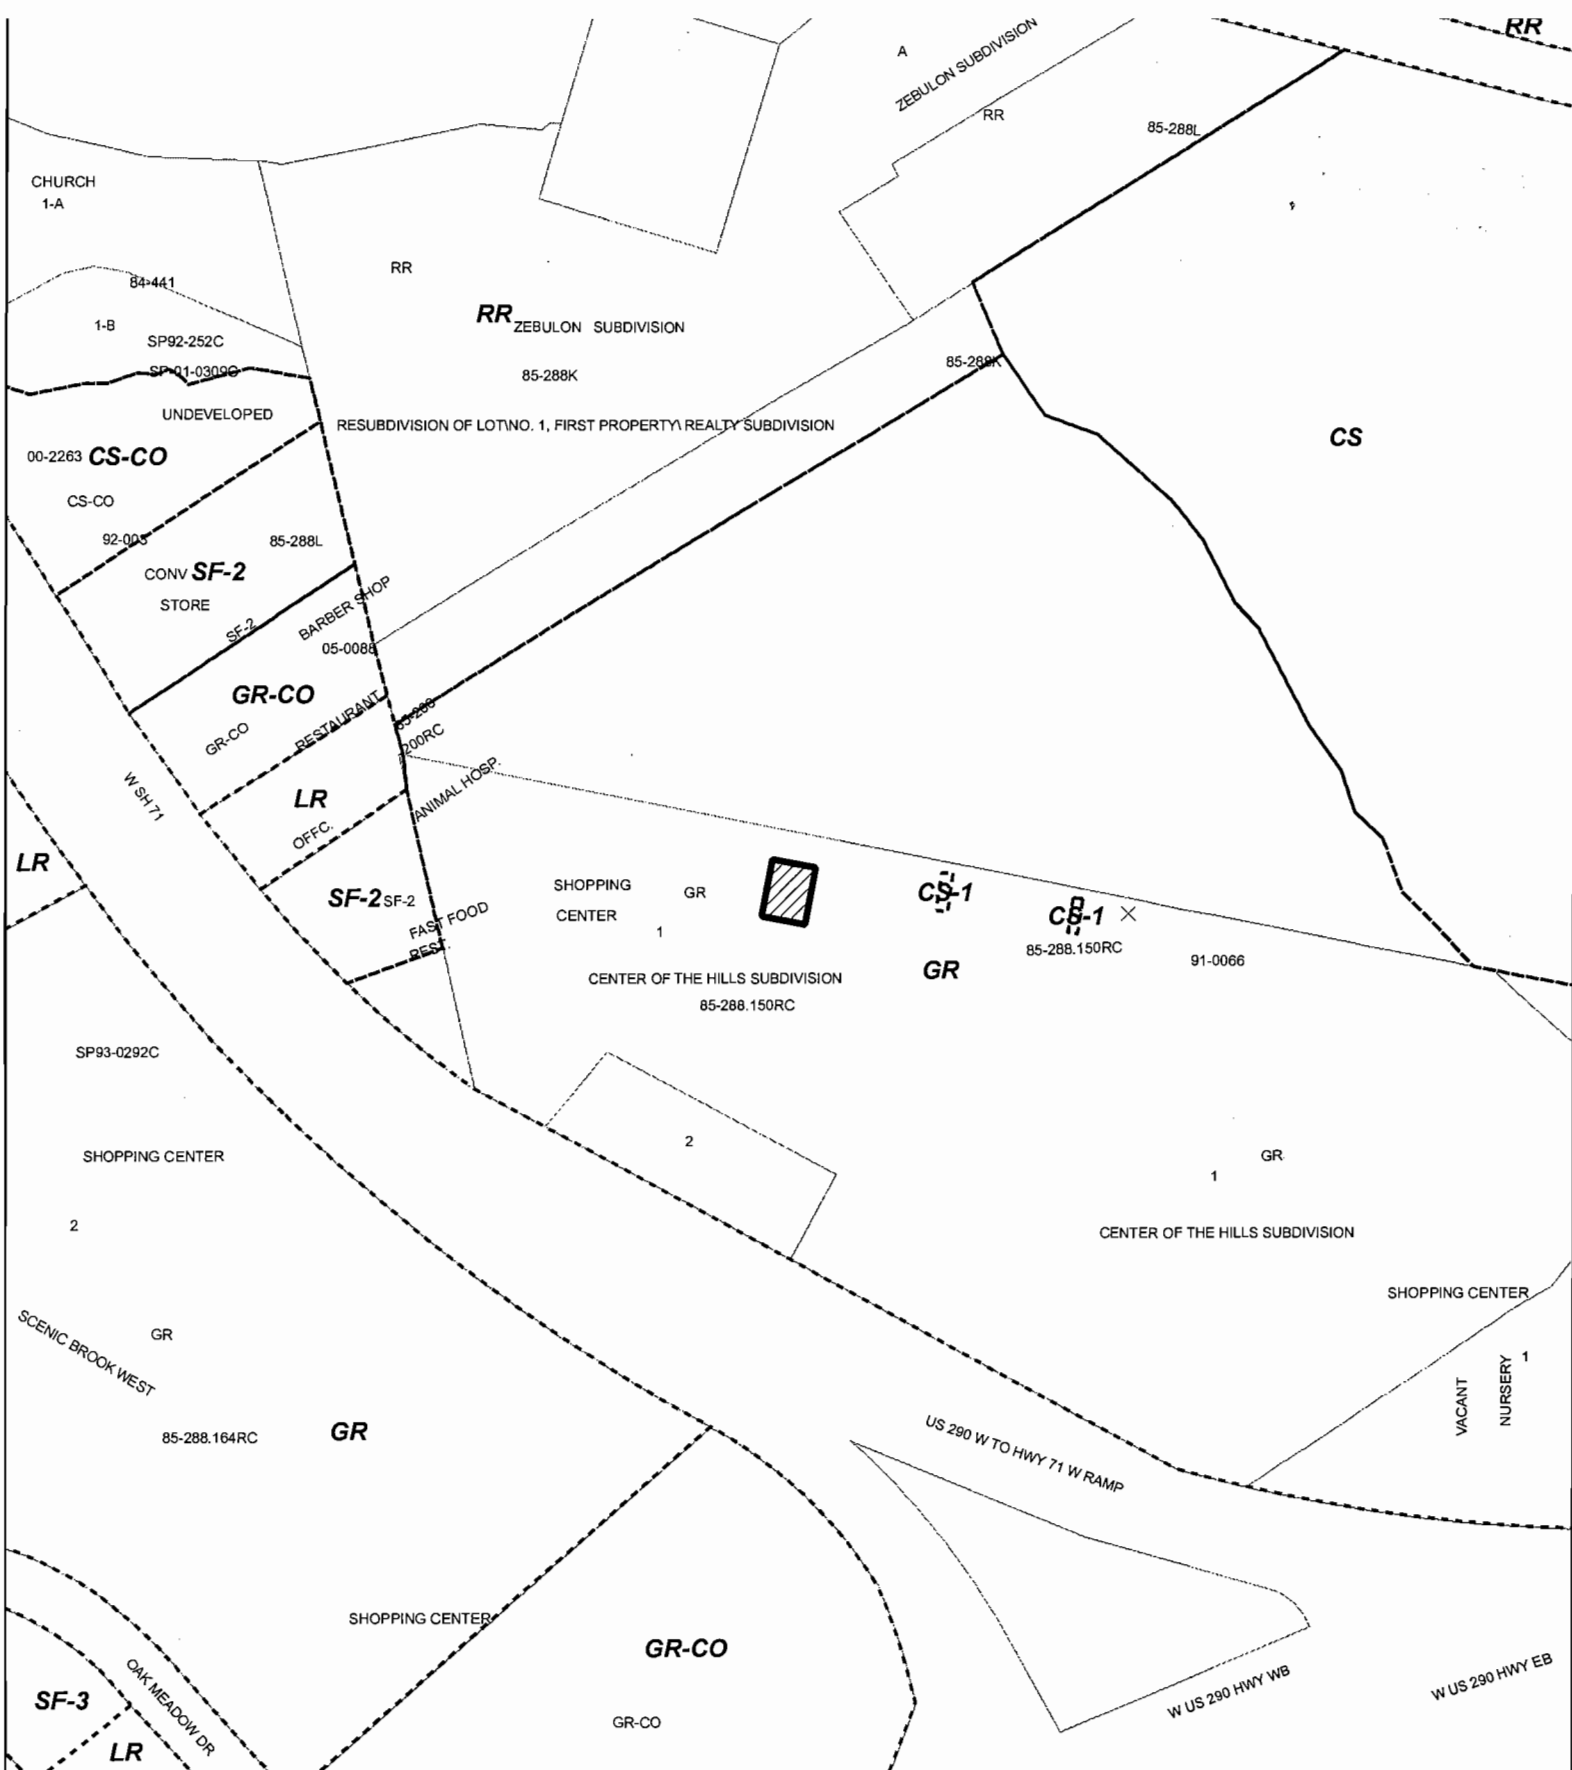 RR
A
ZEBULON SUBDIVISION
RR
85-288L
CHURCH
1-A
84-441
1-B
SP92-252C
SP-01-0309C
RR
RR
ZEBULON SUBDIVISION
85-288K
85-288K
UNDEVELOPED
RESUBDIVISION OF LOT\NO. 1, FIRST PROPERTY\ REALTY SUBDIVISION
CS
00-2263 CS-CO
CS-CO
92-003
85-288L
CONV SF-2
STORE
SF-2
BARBER SHOP
05-0088
GR-CO
GR-CO
RESTAURANT
200RC
W SH 71
LR
OFFC.
ANIMAL HOSP.
LR
SF-2 SF-2
FAST FOOD
REST.
SHOPPING
CENTER
GR
1
CS-1
CS-1
85-288.150RC
91-0066
GR
CENTER OF THE HILLS SUBDIVISION
85-288.150RC
SP93-0292C
SHOPPING CENTER
2
2
GR
1
CENTER OF THE HILLS SUBDIVISION
SHOPPING CENTER
SCENIC BROOK WEST
GR
85-288.164RC
GR
VACANT
NURSERY
1
US 290 W TO HWY 71 W RAMP
SHOPPING CENTER
GR-CO
GR-CO
OAK MEADOW DR
SF-3
LR
W US 290 HWY WB
W US 290 HWY EB